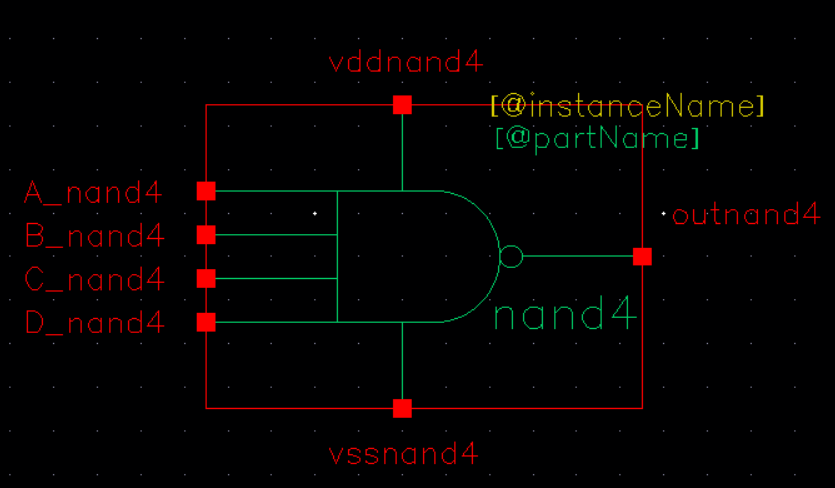 vddnand4
[@instanceName]
[@partName]
A_nand4
outnand4
B_nand4
C_nand4
D_nand4
nand4
vssnand4